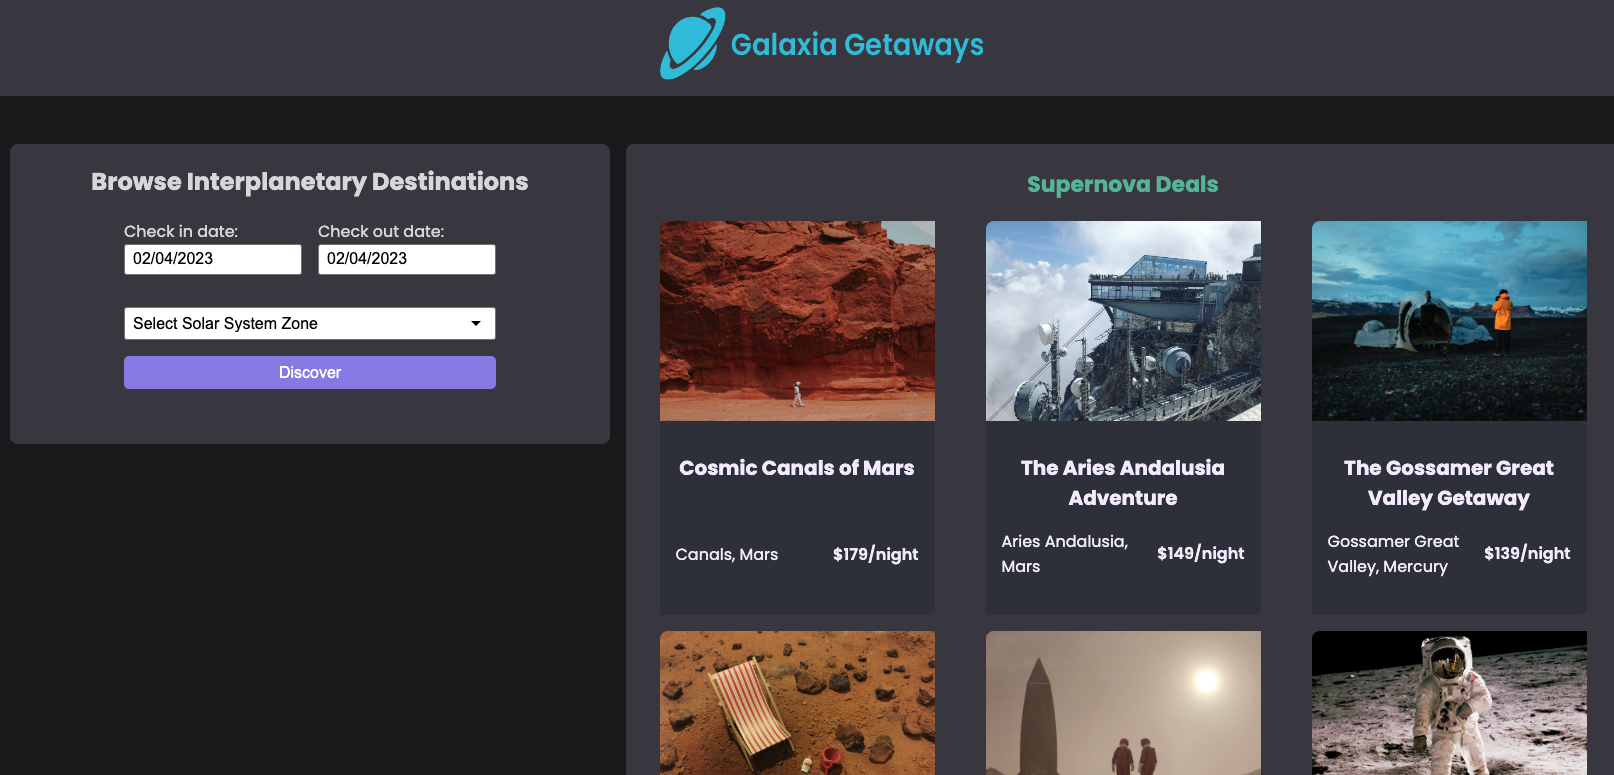 Galaxia Getaways
Browse Interplanetary Destinations
Check in date:
Check out date:
02/04/2023
02/04/2023
Select Solar System Zone
Discover
Supernova Deals
Cosmic Canals of Mars
Canals, Mars
$179/night
The Aries Andalusia
Adventure
Aries Andalusia,
Mars
$149/night
The Gossamer Great
Valley Getaway
Gossamer Great
Valley, Mercury
$139/night